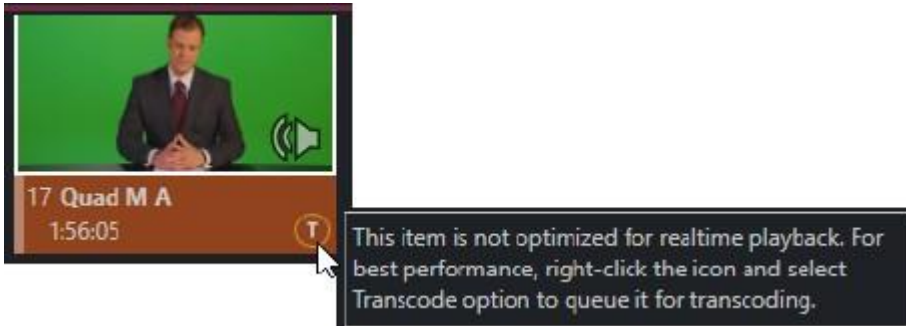 17 Quad M A
1:56:05
T
This item is not optimized for realtime playback. For
best performance, right-click the icon and select
Transcode option to queue it for transcoding.